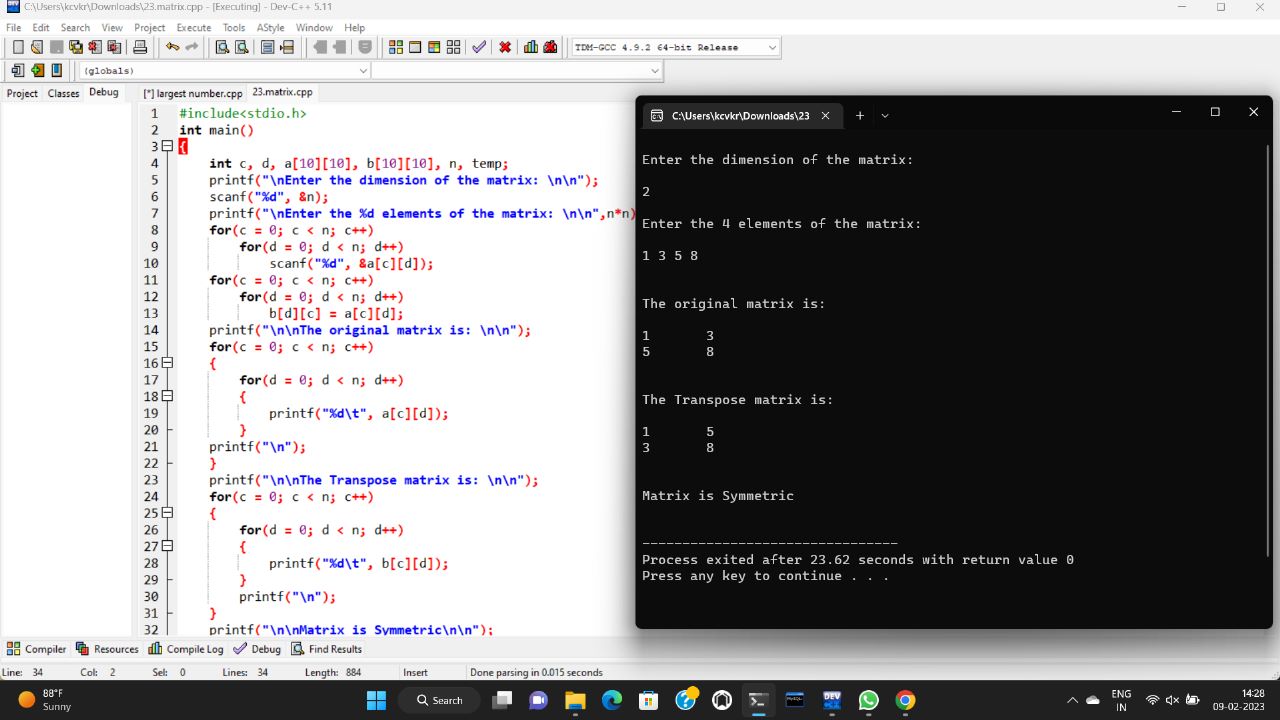 C:\Users\kcvkr\Downloads\23.matrix.cpp - [Executing] - Dev-C++ 5.11
File Edit Search View Project Execute Tools AStyle Window Help
TDM-GCC 4.9.2 64-bit Release
(globals)
Project Classes Debug
[*] largest number.cpp 23.matrix.cpp
1 #include<stdio.h>
2 int main()
3 {
4 int c, d, a[10][10], b[10][10], n, temp;
5 printf("\nEnter the dimension of the matrix: \n\n");
6 scanf("%d", &n);
7 printf("\nEnter the %d elements of the matrix: \n\n",n*n)
8 for(c = 0; c < n; c++)
9 for(d = 0; d < n; d++)
10 scanf("%d", &a[c][d]);
11 for(c = 0; c < n; c++)
12 for(d = 0; d < n; d++)
13 b[d][c] = a[c][d];
14 printf("\n\nThe original matrix is: \n\n");
15 for(c = 0; c < n; c++)
16 {
17 for(d = 0; d < n; d++)
18 {
19 printf("%d\t", a[c][d]);
20 }
21 printf("\n");
22 }
23 printf("\n\nThe Transpose matrix is: \n\n");
24 for(c = 0; c < n; c++)
25 {
26 for(d = 0; d < n; d++)
27 {
28 printf("%d\t", b[c][d]);
29 }
30 printf("\n");
31 }
32 printf("\n\nMatrix is Symmetric\n\n");
C:\Users\kcvkr\Downloads\23
Enter the dimension of the matrix:
2
Enter the 4 elements of the matrix:
1 3 5 8
The original matrix is:
1 3
5 8
The Transpose matrix is:
1 5
3 8
Matrix is Symmetric
--------------------------------
Process exited after 23.62 seconds with return value 0
Press any key to continue . . .
Compiler Resources Compile Log Debug Find Results
Line: 34 Col: 2 Sel: 0 Lines: 34 Length: 884 Insert Done parsing in 0.015 seconds
88°F
Sunny
Search
ENG
IN
14:28
09-02-2023